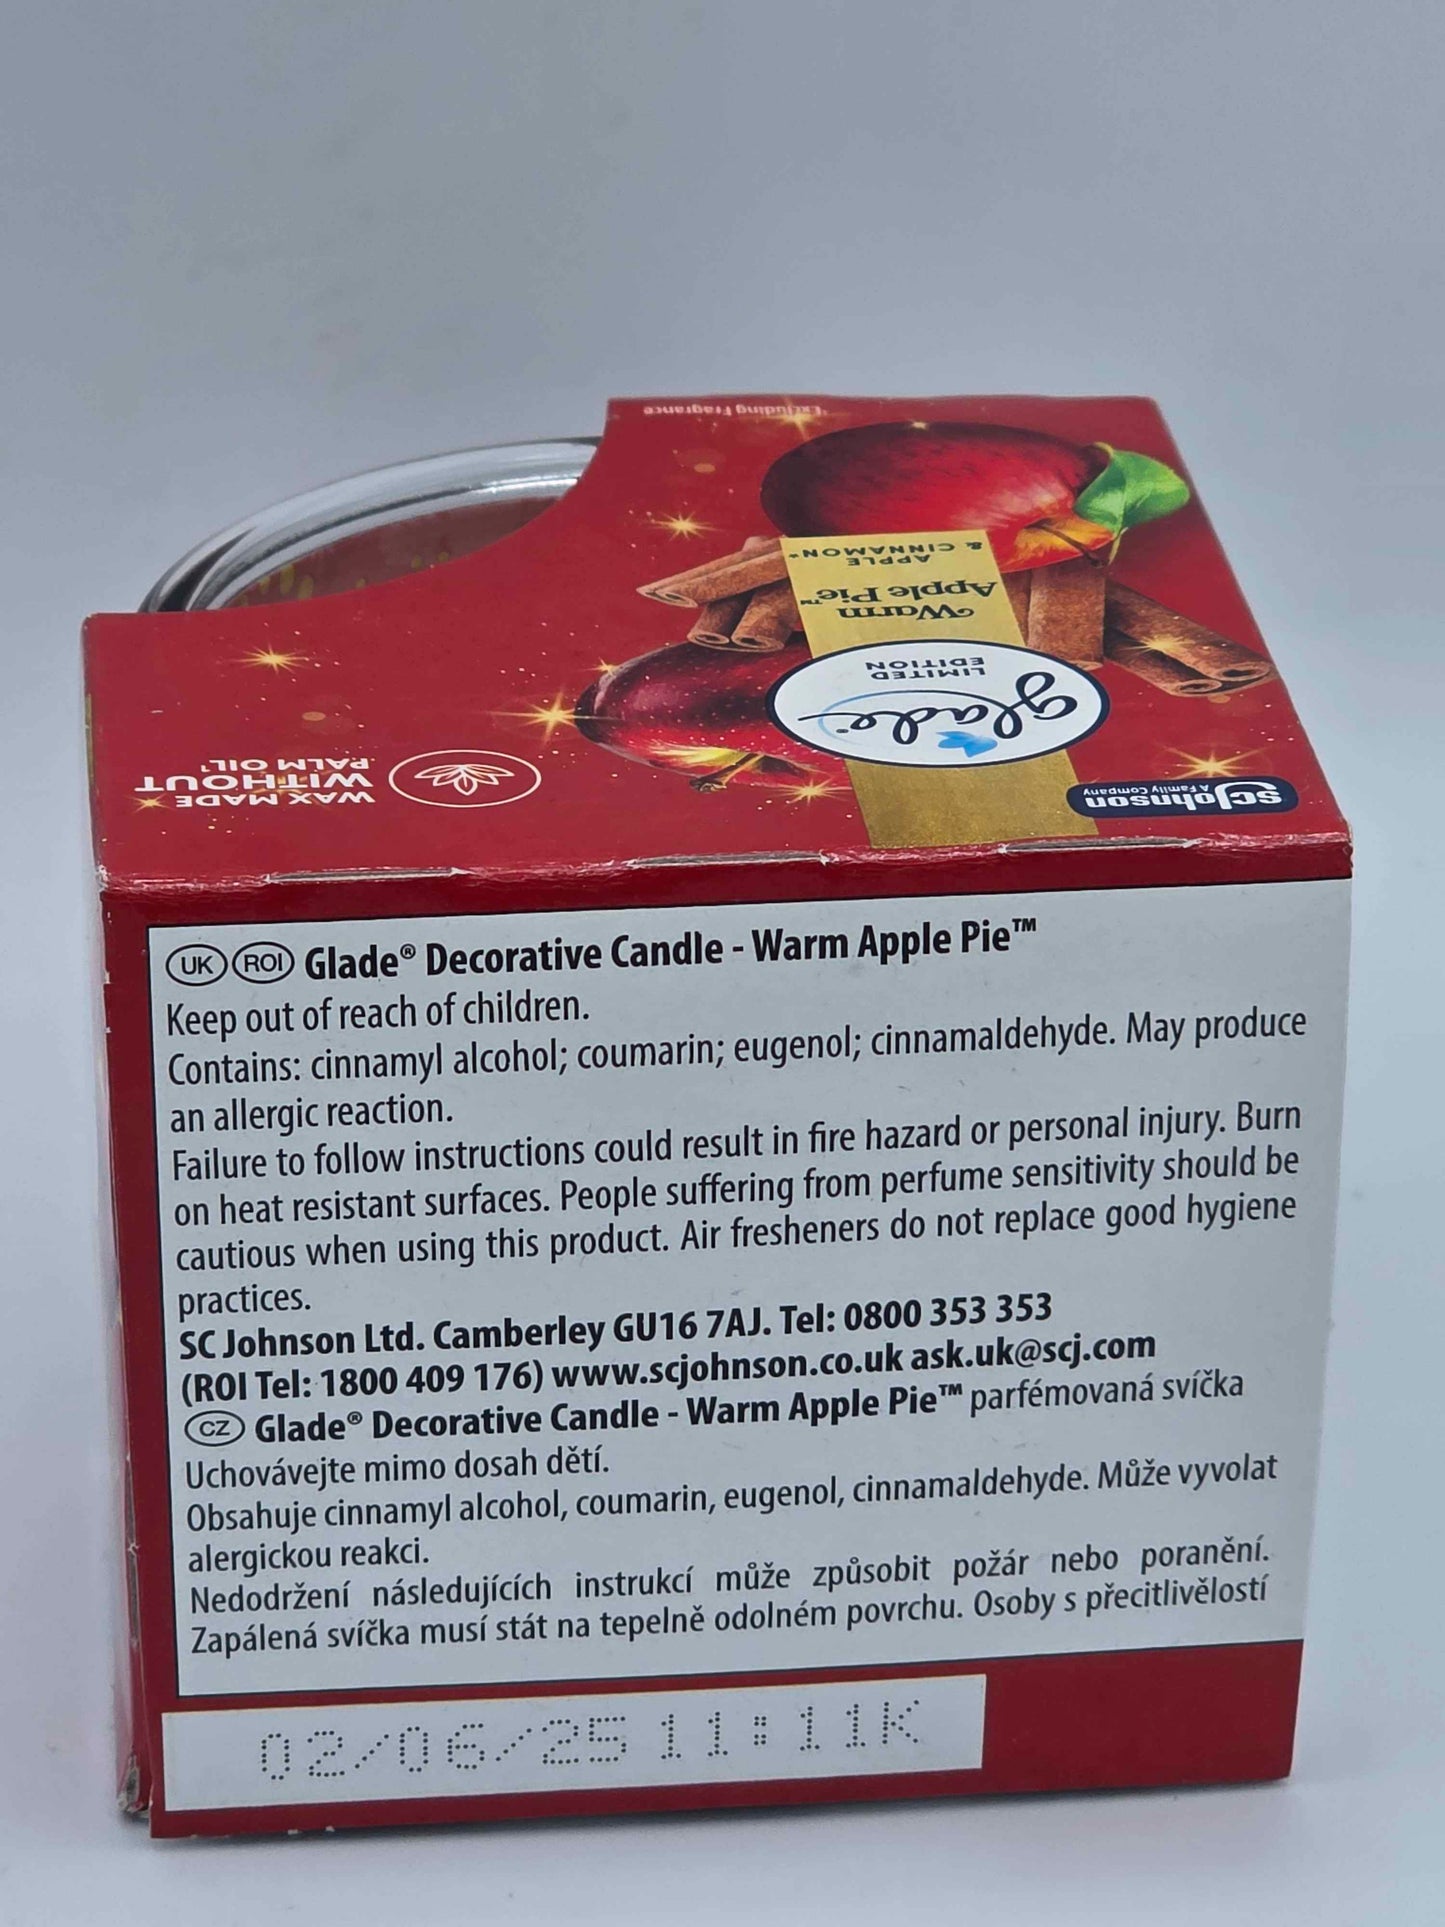 *Excluding Fragrance
APPLE
& CINNAMON*
Warm
Apple Pie™
LIMITED
EDITION
glade®
SC Johnson
A Family Company
WAX MADE
WITHOUT
PALM OIL¹
UK ROI Glade® Decorative Candle - Warm Apple Pie™
Keep out of reach of children.
Contains: cinnamyl alcohol; coumarin; eugenol; cinnamaldehyde. May produce
an allergic reaction.
Failure to follow instructions could result in fire hazard or personal injury. Burn
on heat resistant surfaces. People suffering from perfume sensitivity should be
cautious when using this product. Air fresheners do not replace good hygiene
practices.
SC Johnson Ltd. Camberley GU16 7AJ. Tel: 0800 353 353
(ROI Tel: 1800 409 176) www.scjohnson.co.uk ask.uk@scj.com
CZ Glade® Decorative Candle - Warm Apple Pie™ parfémovaná svíčka
Uchovávejte mimo dosah dětí.
Obsahuje cinnamyl alcohol, coumarin, eugenol, cinnamaldehyde. Může vyvolat
alergickou reakci.
Nedodržení následujících instrukcí může způsobit požár nebo poranění.
Zapálená svíčka musí stát na tepelně odolném povrchu. Osoby s přecitlivělostí
02/06/25 11:11K